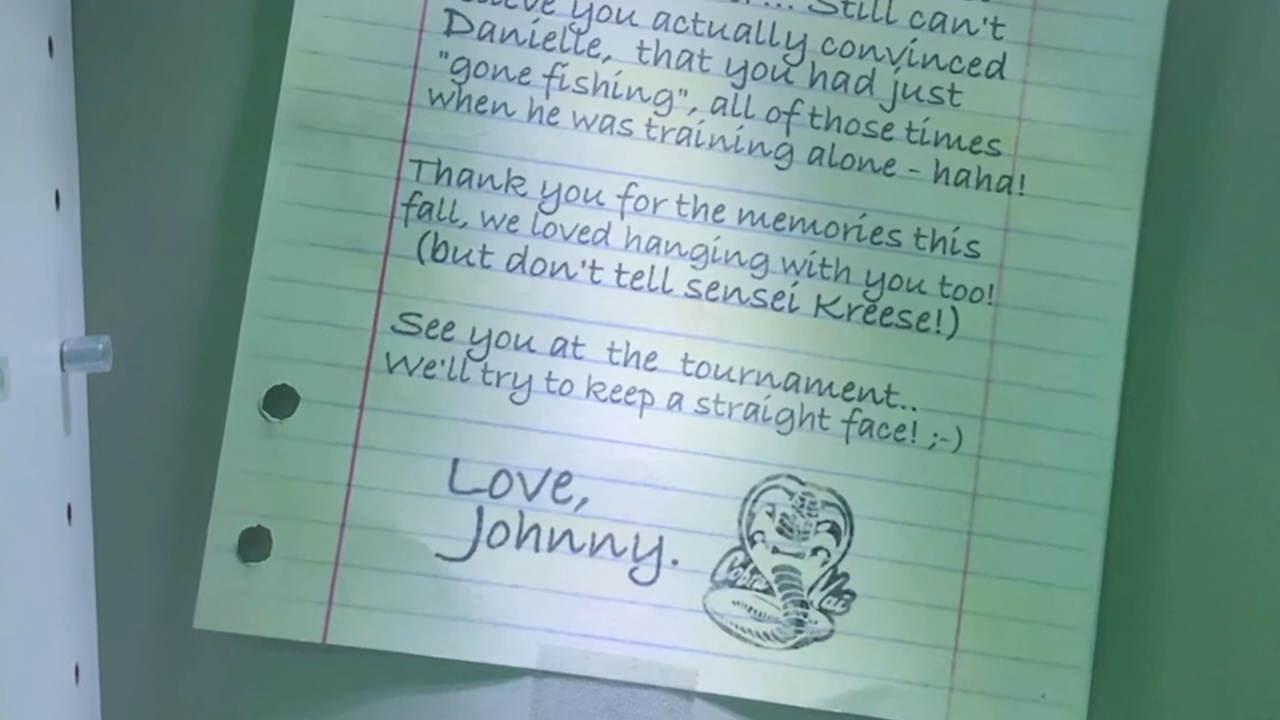 Still can't
you actually convinced
Danielle, that you had just
"gone fishing", all of those times
when he was training alone - haha!
Thank you for the memories this
fall, we loved hanging with you too!
(but don't tell sensei Kreese!)
See you at the tournament..
We'll try to keep a straight face! ;-)
Love,
Johnny.
Cobra Kai